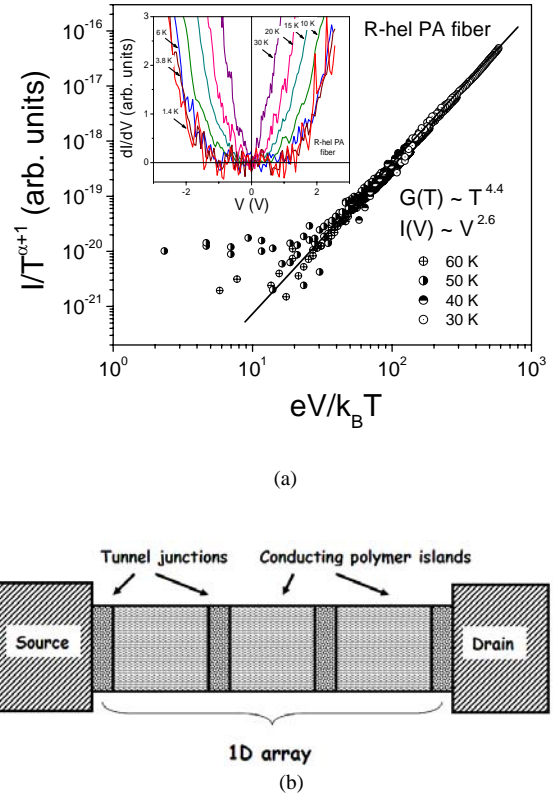 R-hel PA fiber
I/T^{α+1} (arb. units)
10^{-16}
10^{-17}
10^{-18}
10^{-19}
10^{-20}
10^{-21}
10^0 10^1 10^2 10^3
eV/k_BT
G(T) ~ T^{4.4}
I(V) ~ V^{2.6}
60 K
50 K
40 K
30 K
dI/dV (arb. units)
3
2
1
0
-2 0 2
V (V)
6 K
3.8 K
1.4 K
30 K
20 K
15 K
10 K
R-hel PA
fiber
(a)
Tunnel junctions Conducting polymer islands
Source Drain
1D array
(b)